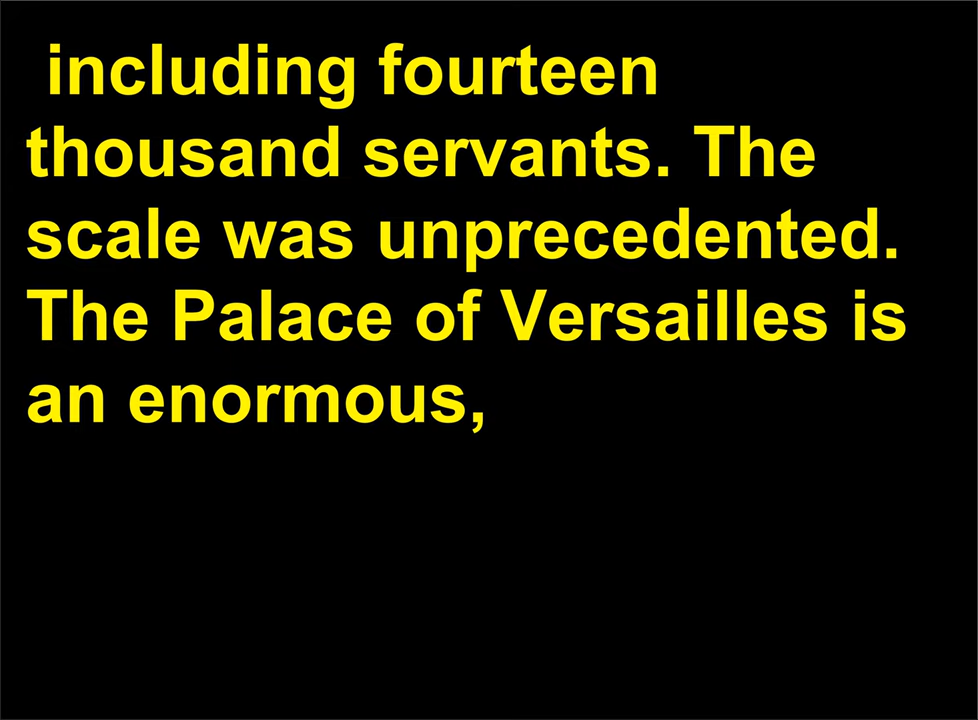 including fourteen
thousand servants. The
scale was unprecedented.
The Palace of Versailles is
an enormous,